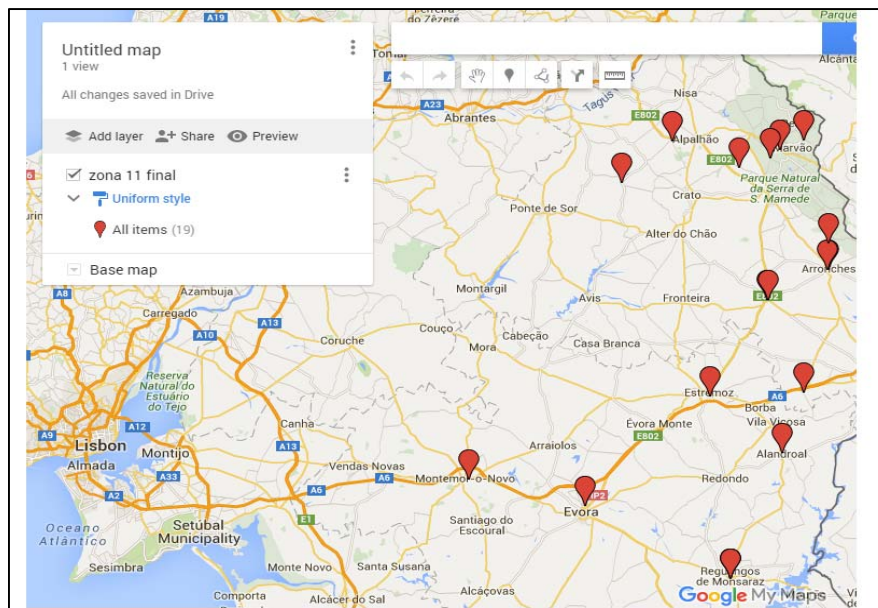 Untitled map
1 view
All changes saved in Drive
Add layer
Share
Preview
zona 11 final
Uniform style
All items (19)
Base map
A19
do Zêzere
Parque
Tomar
Alcánta
A23
Abrantes
Tagus
Nisa
E802
Alpalhão
E802
Marvão
Parque Natural
da Serra de
S. Mamede
Crato
Ponte de Sor
Alter do Chão
Arronches
Azambuja
A8
Carregado
A10
A13
Montargil
Avis
Fronteira
Coruche
Couço
Mora
Cabeção
Casa Branca
Reserva
Natural do
Estuário
do Tejo
Estremoz
A6
Borba
Vila Viçosa
Canha
Évora Monte
E802
A12
A9
Lisbon
Montijo
A13
Almada
A33
Arraiolos
Alandroal
Vendas Novas
A6
A6
Montemor-o-Novo
Redondo
A2
E1
IP2
Evora
Oceano
Atlântico
Setúbal
Municipality
Santiago do
Escoural
Sesimbra
Monte Novo
Santa Susana
Reguengos
de Monsaraz
Comporta
Alcácer do Sal
Alcáçovas
Google My Maps